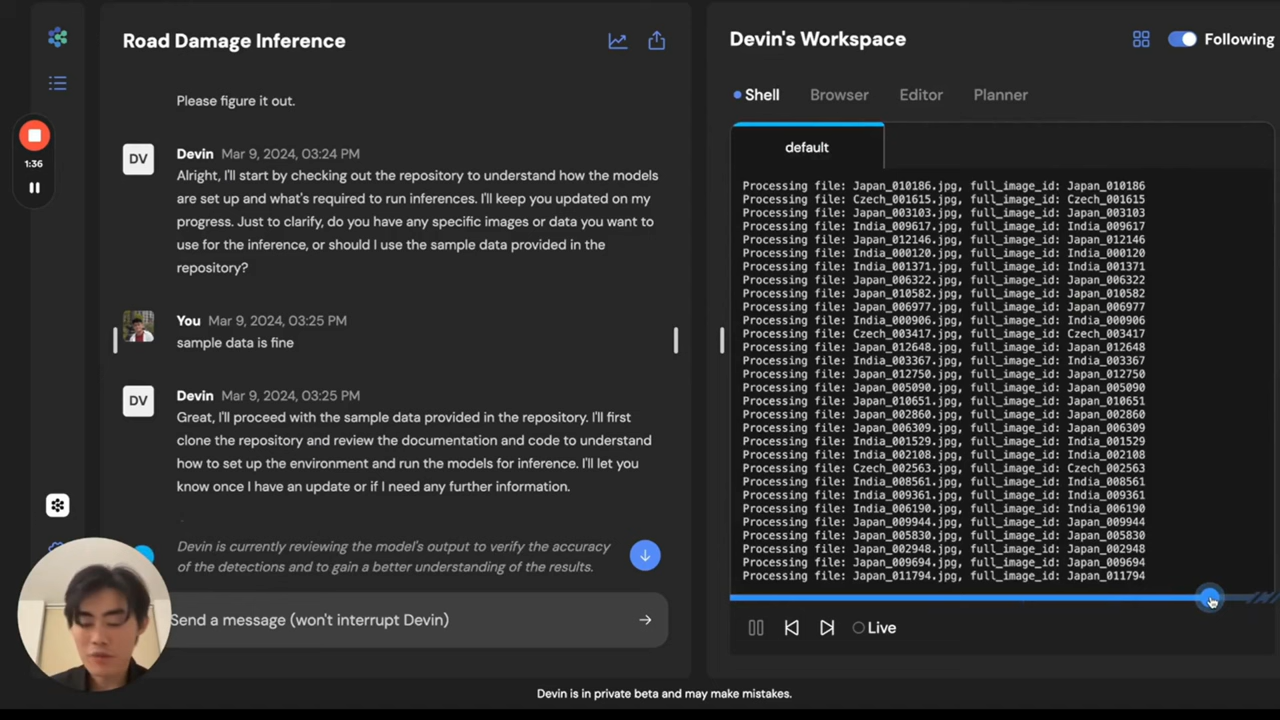 Road Damage Inference
Please figure it out.
DV
Devin Mar 9, 2024, 03:24 PM
Alright, I'll start by checking out the repository to understand how the models
are set up and what's required to run inferences. I'll keep you updated on my
progress. Just to clarify, do you have any specific images or data you want to
use for the inference, or should I use the sample data provided in the
repository?
You Mar 9, 2024, 03:25 PM
sample data is fine
DV
Devin Mar 9, 2024, 03:25 PM
Great, I'll proceed with the sample data provided in the repository. I'll first
clone the repository and review the documentation and code to understand
how to set up the environment and run the models for inference. I'll let you
know once I have an update or if I need any further information.
Devin is currently reviewing the model's output to verify the accuracy
of the detections and to gain a better understanding of the results.
Send a message (won't interrupt Devin)
1:36
Devin's Workspace
Following
Shell Browser Editor Planner
default
Processing file: Japan_010186.jpg, full_image_id: Japan_010186
Processing file: Czech_001615.jpg, full_image_id: Czech_001615
Processing file: Japan_003103.jpg, full_image_id: Japan_003103
Processing file: India_009617.jpg, full_image_id: India_009617
Processing file: Japan_012146.jpg, full_image_id: Japan_012146
Processing file: India_000120.jpg, full_image_id: India_000120
Processing file: India_001371.jpg, full_image_id: India_001371
Processing file: Japan_006322.jpg, full_image_id: Japan_006322
Processing file: Japan_010582.jpg, full_image_id: Japan_010582
Processing file: Japan_006977.jpg, full_image_id: Japan_006977
Processing file: India_000906.jpg, full_image_id: India_000906
Processing file: Czech_003417.jpg, full_image_id: Czech_003417
Processing file: Japan_012648.jpg, full_image_id: Japan_012648
Processing file: India_003367.jpg, full_image_id: India_003367
Processing file: Japan_012750.jpg, full_image_id: Japan_012750
Processing file: Japan_005090.jpg, full_image_id: Japan_005090
Processing file: Japan_010651.jpg, full_image_id: Japan_010651
Processing file: Japan_002860.jpg, full_image_id: Japan_002860
Processing file: Japan_006309.jpg, full_image_id: Japan_006309
Processing file: India_001529.jpg, full_image_id: India_001529
Processing file: India_002108.jpg, full_image_id: India_002108
Processing file: Czech_002563.jpg, full_image_id: Czech_002563
Processing file: India_008561.jpg, full_image_id: India_008561
Processing file: India_009361.jpg, full_image_id: India_009361
Processing file: India_006190.jpg, full_image_id: India_006190
Processing file: Japan_009944.jpg, full_image_id: Japan_009944
Processing file: Japan_005830.jpg, full_image_id: Japan_005830
Processing file: Japan_002948.jpg, full_image_id: Japan_002948
Processing file: Japan_009694.jpg, full_image_id: Japan_009694
Processing file: Japan_011794.jpg, full_image_id: Japan_011794
Live
Devin is in private beta and may make mistakes.